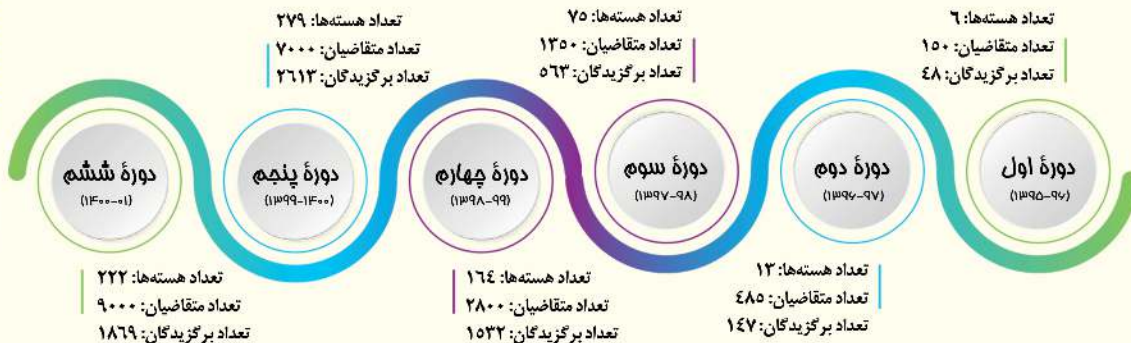 تعداد هسته‌ها: ۶
تعداد متقاضیان: ۱۵۰
تعداد برگزیدگان: ۴۸
دورهٔ اول
(۱۳۹۵-۹۶)
دورهٔ دوم
(۱۳۹۶-۹۷)
تعداد هسته‌ها: ۱۳
تعداد متقاضیان: ۴۸۵
تعداد برگزیدگان: ۱۴۷
تعداد هسته‌ها: ۷۵
تعداد متقاضیان: ۱۳۵۰
تعداد برگزیدگان: ۵۶۳
دورهٔ سوم
(۱۳۹۷-۹۸)
دورهٔ چهارم
(۱۳۹۸-۹۹)
تعداد هسته‌ها: ۱۶۴
تعداد متقاضیان: ۲۸۰۰
تعداد برگزیدگان: ۱۵۳۲
تعداد هسته‌ها: ۲۷۹
تعداد متقاضیان: ۷۰۰۰
تعداد برگزیدگان: ۲۶۱۳
دورهٔ پنجم
(۱۳۹۹-۱۴۰۰)
دورهٔ ششم
(۱۴۰۰-۰۱)
تعداد هسته‌ها: ۲۲۲
تعداد متقاضیان: ۹۰۰۰
تعداد برگزیدگان: ۱۸۶۹